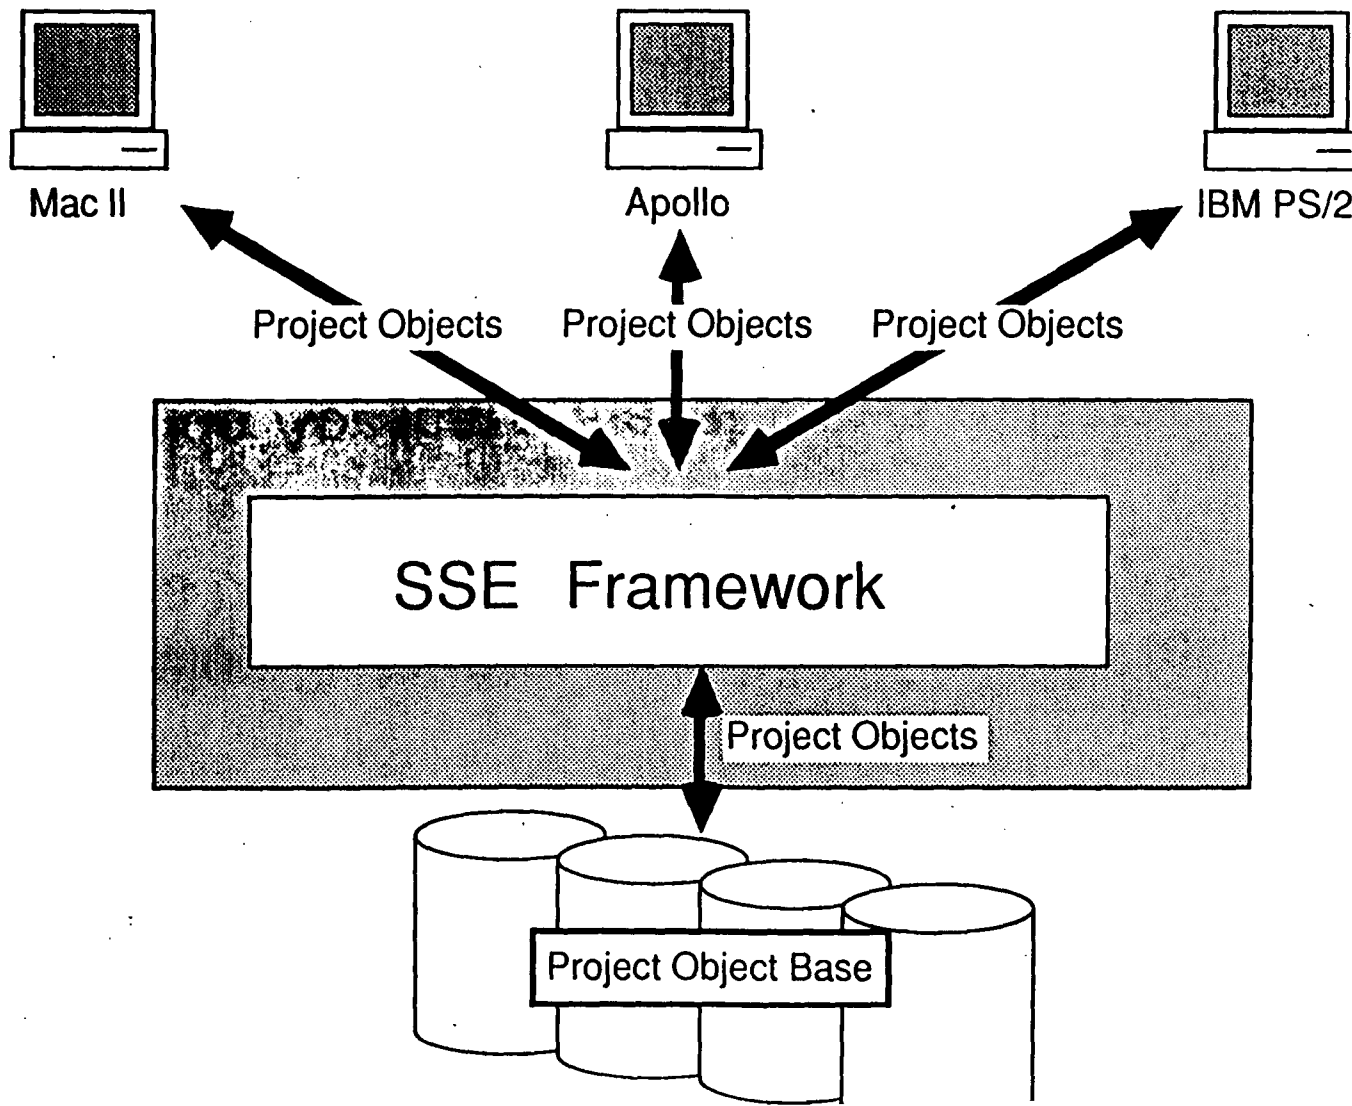 Mac II
Apollo
IBM PS/2
Project Objects
Project Objects
Project Objects
SSE Framework
Project Objects
Project Object Base